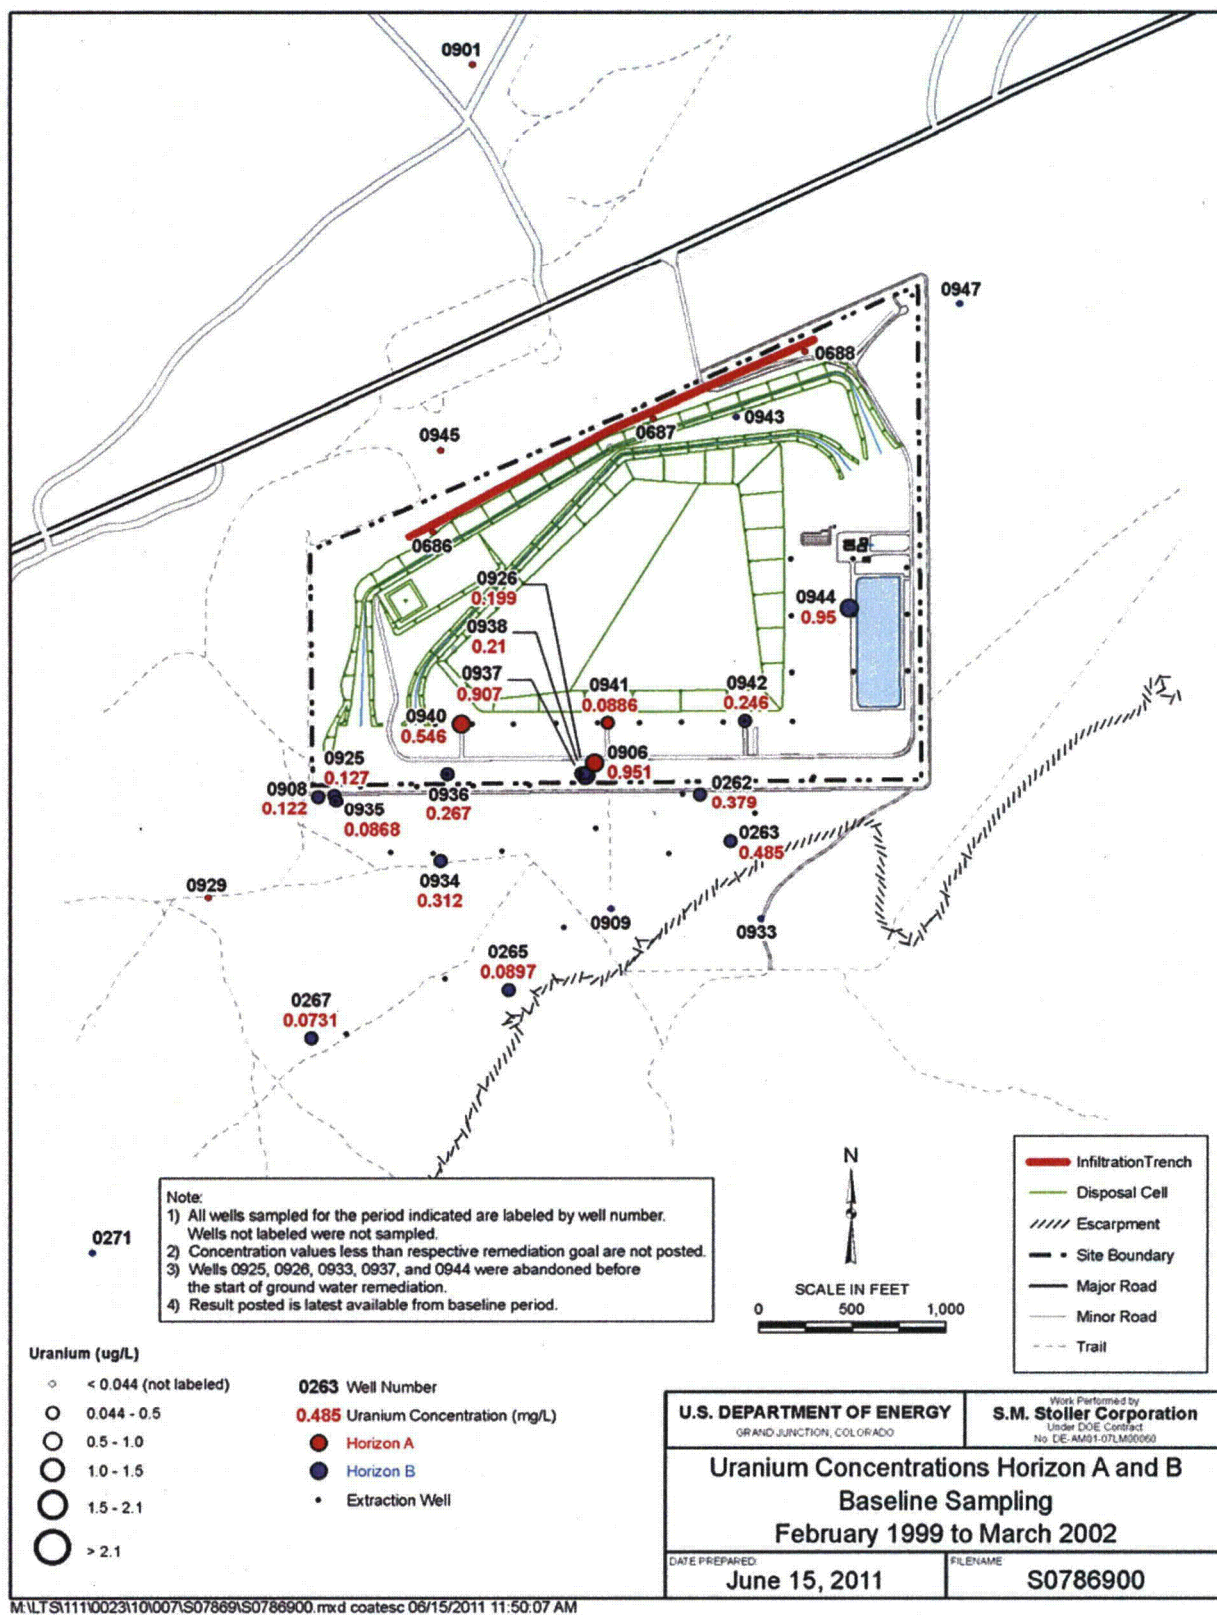 0901
0947
0688
0943
0687
0945
0686
0926
0.199
0944
0.95
0938
0.21
0937
0.907
0941
0.0886
0942
0.246
0940
0.546
0906
0.951
0925
0.127
0908
0.122
0935
0.0868
0936
0.267
0262
0.379
0263
0.485
0934
0.312
0929
0909
0933
0265
0.0897
0267
0.0731
0271
N
SCALE IN FEET
0 500 1,000
InfiltrationTrench
Disposal Cell
Escarpment
Site Boundary
Major Road
Minor Road
Trail
Note:
1) All wells sampled for the period indicated are labeled by well number.
Wells not labeled were not sampled.
2) Concentration values less than respective remediation goal are not posted.
3) Wells 0925, 0926, 0933, 0937, and 0944 were abandoned before
the start of ground water remediation.
4) Result posted is latest available from baseline period.
Uranium (ug/L)
< 0.044 (not labeled)
0.044 - 0.5
0.5 - 1.0
1.0 - 1.5
1.5 - 2.1
> 2.1
0263 Well Number
0.485 Uranium Concentration (mg/L)
Horizon A
Horizon B
Extraction Well
U.S. DEPARTMENT OF ENERGY
GRAND JUNCTION, COLORADO
Work Performed by
S.M. Stoller Corporation
Under DOE Contract
No. DE-AM01-07LM00060
Uranium Concentrations Horizon A and B
Baseline Sampling
February 1999 to March 2002
DATE PREPARED:
June 15, 2011
FILENAME
S0786900
M:\LTS\111\0023\10\007\S07869\S0786900.mxd coatesc 06/15/2011 11:50:07 AM